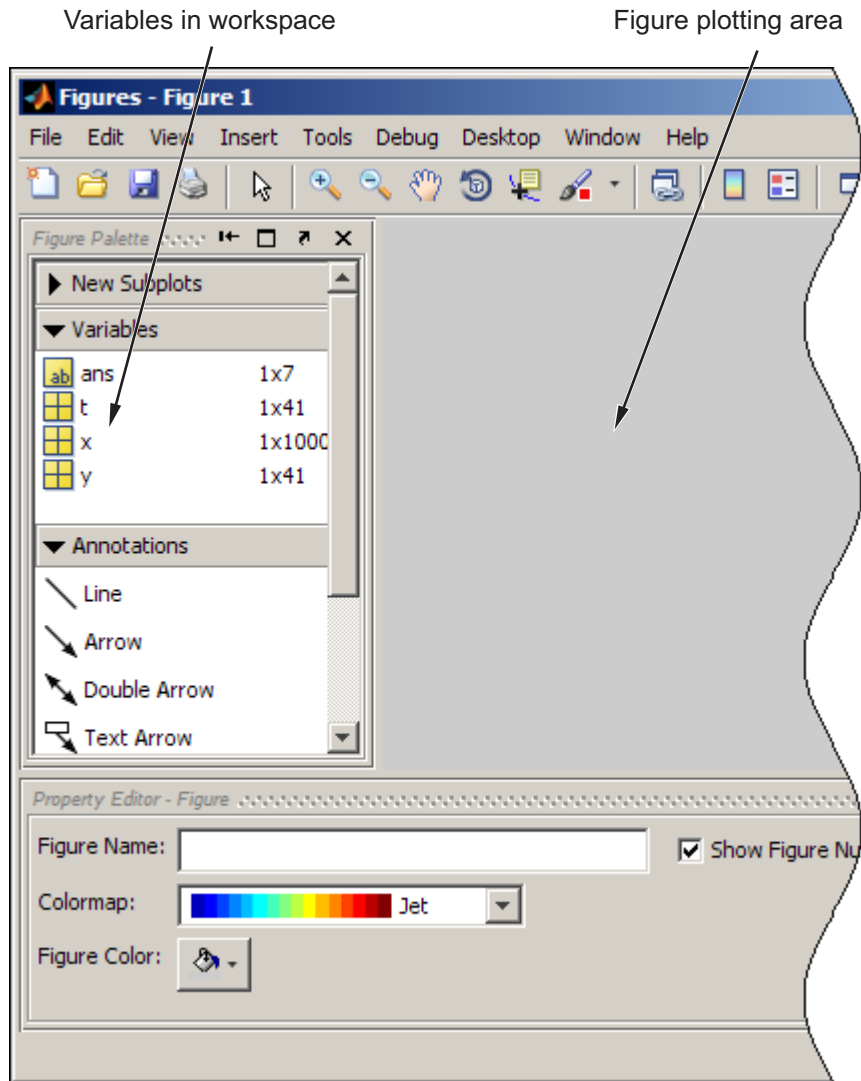 Variables in workspace
Figure plotting area
Figures - Figure 1
File Edit View Insert Tools Debug Desktop Window Help
Figure Palette
New Subplots
Variables
ab ans 1x7
t 1x41
x 1x1000
y 1x41
Annotations
Line
Arrow
Double Arrow
Text Arrow
Property Editor - Figure
Figure Name:
Show Figure Nu
Colormap:
Jet
Figure Color: